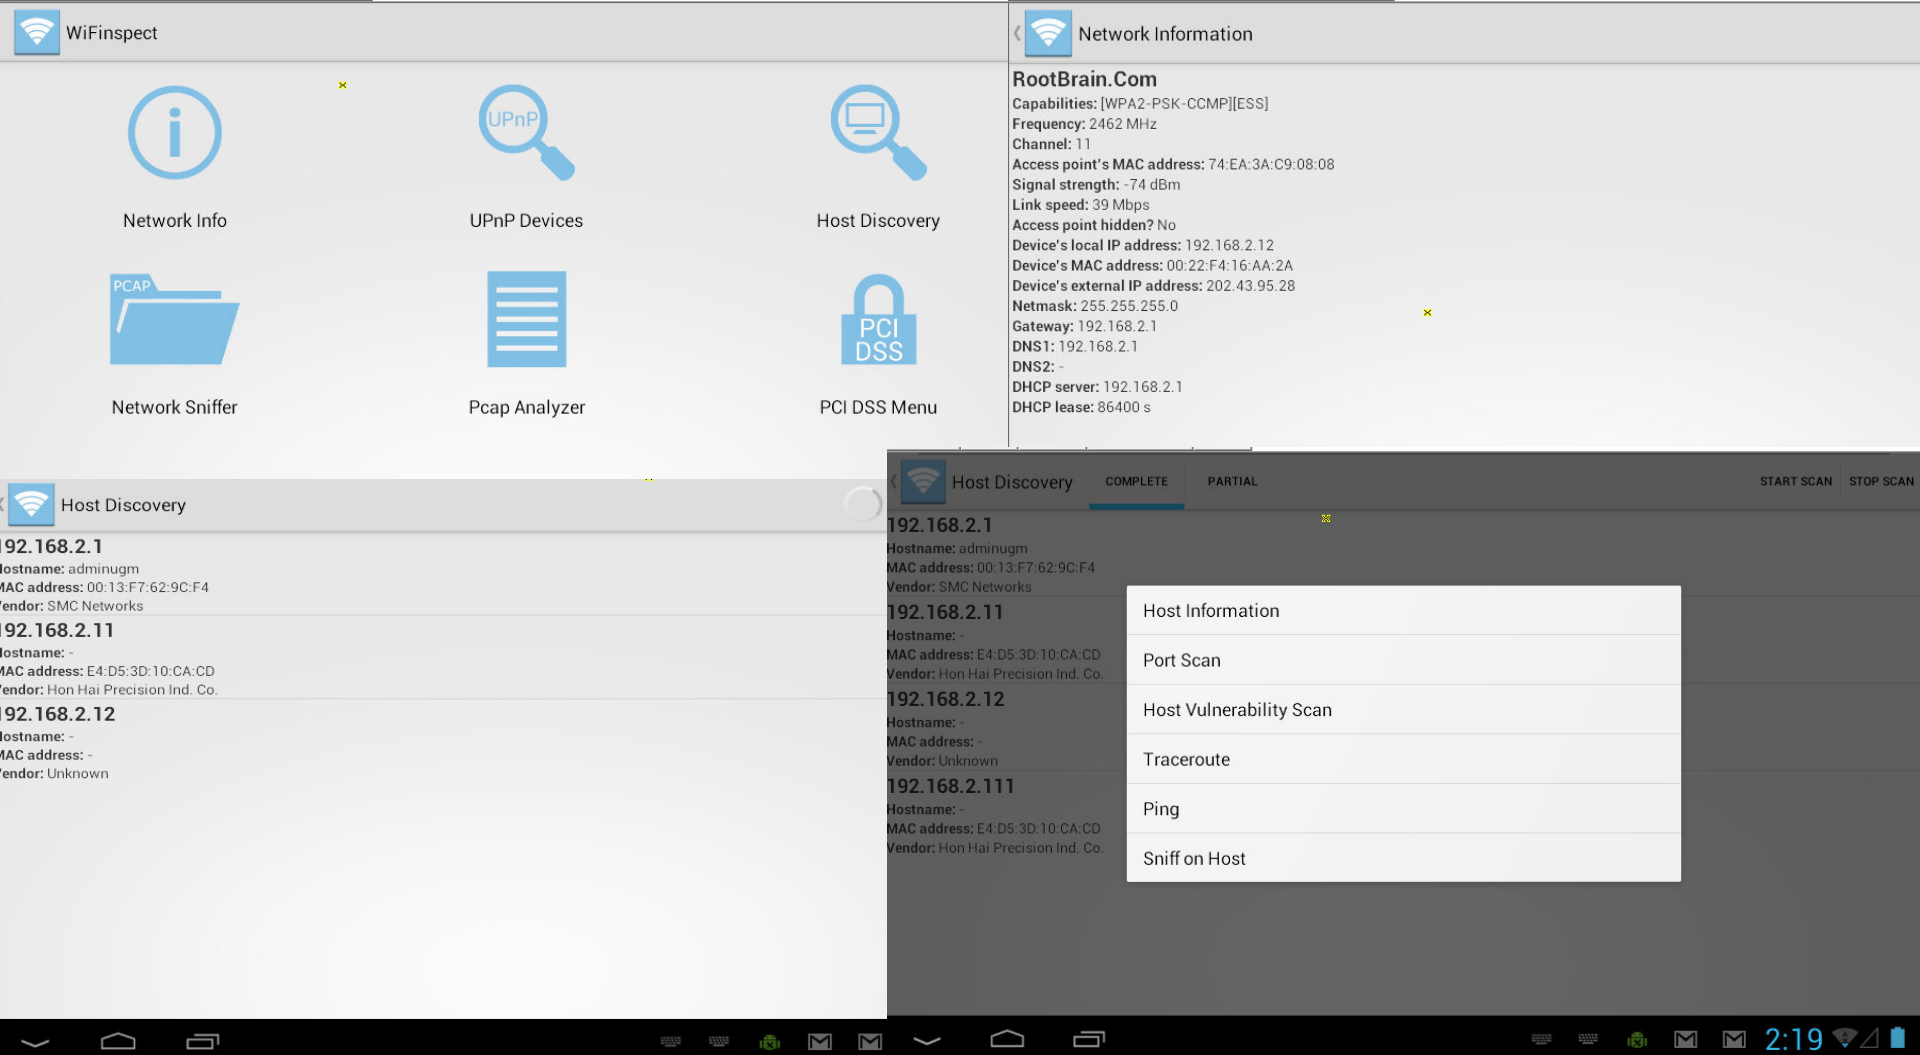 WiFinspect
Network Info
UPnP
UPnP Devices
Host Discovery
PCAP
Network Sniffer
Pcap Analyzer
PCI
DSS
PCI DSS Menu
Network Information
RootBrain.Com
Capabilities: [WPA2-PSK-CCMP][ESS]
Frequency: 2462 MHz
Channel: 11
Access point's MAC address: 74:EA:3A:C9:08:08
Signal strength: -74 dBm
Link speed: 39 Mbps
Access point hidden? No
Device's local IP address: 192.168.2.12
Device's MAC address: 00:22:F4:16:AA:2A
Device's external IP address: 202.43.95.28
Netmask: 255.255.255.0
Gateway: 192.168.2.1
DNS1: 192.168.2.1
DNS2: -
DHCP server: 192.168.2.1
DHCP lease: 86400 s
Host Discovery
192.168.2.1
Hostname: adminugm
MAC address: 00:13:F7:62:9C:F4
Vendor: SMC Networks
192.168.2.11
Hostname: -
MAC address: E4:D5:3D:10:CA:CD
Vendor: Hon Hai Precision Ind. Co.
192.168.2.12
Hostname: -
MAC address: -
Vendor: Unknown
Host Discovery COMPLETE PARTIAL START SCAN STOP SCAN
192.168.2.1
Hostname: adminugm
MAC address: 00:13:F7:62:9C:F4
Vendor: SMC Networks
192.168.2.11
Hostname: -
MAC address: E4:D5:3D:10:CA:CD
Vendor: Hon Hai Precision Ind. Co.
192.168.2.12
Hostname: -
MAC address: -
Vendor: Unknown
192.168.2.111
Hostname: -
MAC address: E4:D5:3D:10:CA:CD
Vendor: Hon Hai Precision Ind. Co.
Host Information
Port Scan
Host Vulnerability Scan
Traceroute
Ping
Sniff on Host
2:19